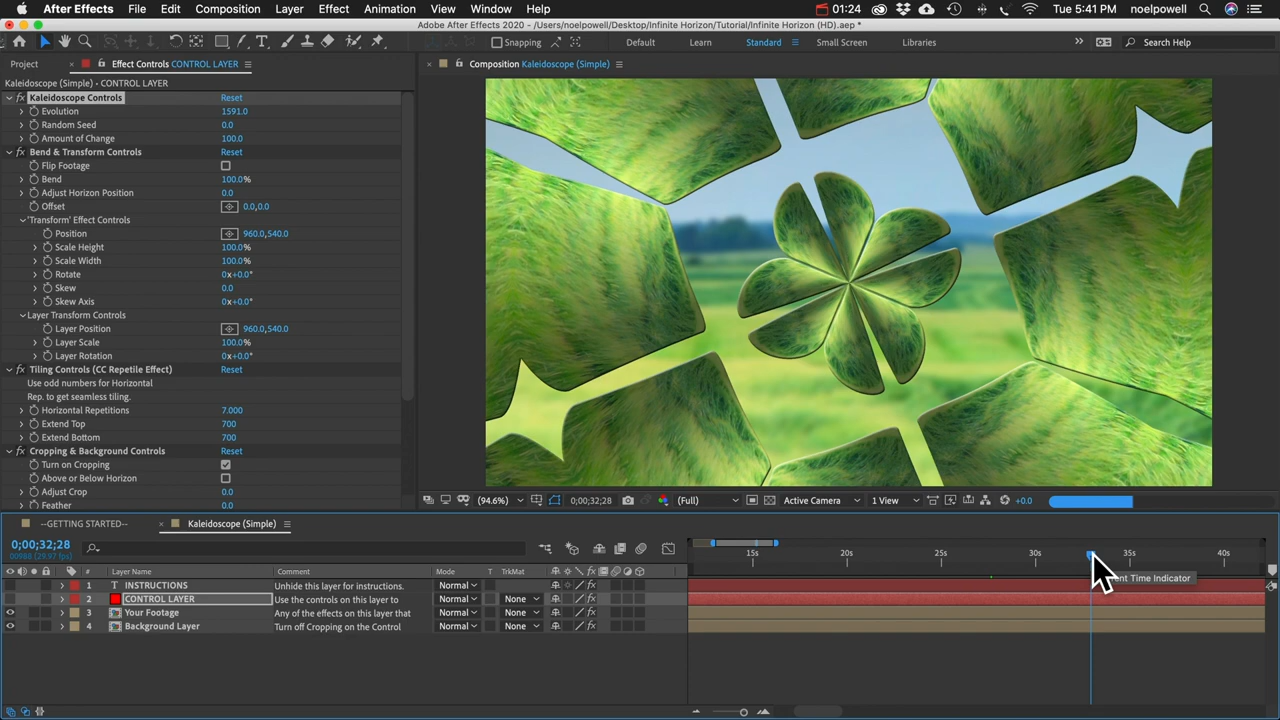 After Effects File Edit Composition Layer Effect Animation View Window Help 01:24 Tue 5:41 PM noelpowell
Adobe After Effects 2020 - /Users/noelpowell/Desktop/Infinite Horizon/Tutorial/Infinite Horizon (HD).aep *
Snapping Default Learn Standard Small Screen Libraries Search Help
Project Effect Controls CONTROL LAYER Composition Kaleidoscope (Simple)
Kaleidoscope (Simple) • CONTROL LAYER
Kaleidoscope Controls Reset
Evolution 1591.0
Random Seed 0.0
Amount of Change 100.0
Bend & Transform Controls Reset
Flip Footage
Bend 100.0%
Adjust Horizon Position 0.0
Offset 0.0,0.0
'Transform' Effect Controls
Position 960.0,540.0
Scale Height 100.0%
Scale Width 100.0%
Rotate 0x+0.0°
Skew 0.0
Skew Axis 0x+0.0°
Layer Transform Controls
Layer Position 960.0,540.0
Layer Scale 100.0%
Layer Rotation 0x+0.0°
Tiling Controls (CC Repetile Effect) Reset
Use odd numbers for Horizontal
Rep. to get seamless tiling.
Horizontal Repetitions 7.000
Extend Top 700
Extend Bottom 700
Cropping & Background Controls Reset
Turn on Cropping
Above or Below Horizon
Adjust Crop 0.0
Feather 0.0
(94.6%) 0;00;32;28 (Full) Active Camera 1 View +0.0
--GETTING STARTED-- Kaleidoscope (Simple)
0;00;32;28
00988 (29.97 fps)
15s 20s 25s 30s 35s 40s
# Layer Name Comment Mode T TrkMat
1 T INSTRUCTIONS Unhide this layer for instructions. Normal
2 CONTROL LAYER Use the controls on this layer to Normal None
3 Your Footage Any of the effects on this layer that Normal None
4 Background Layer Turn off Cropping on the Control Normal None
Time Indicator